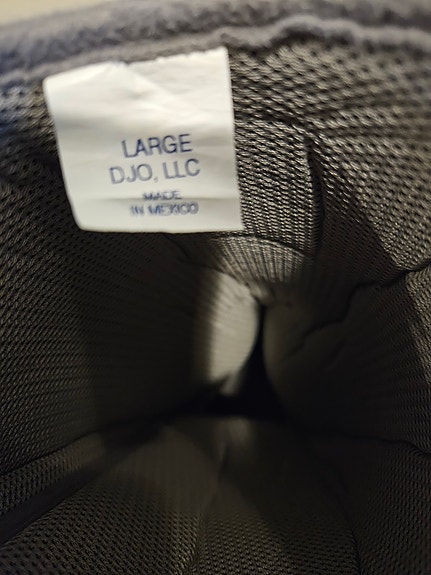 LARGE
DJO, LLC
MADE
IN MEXICO